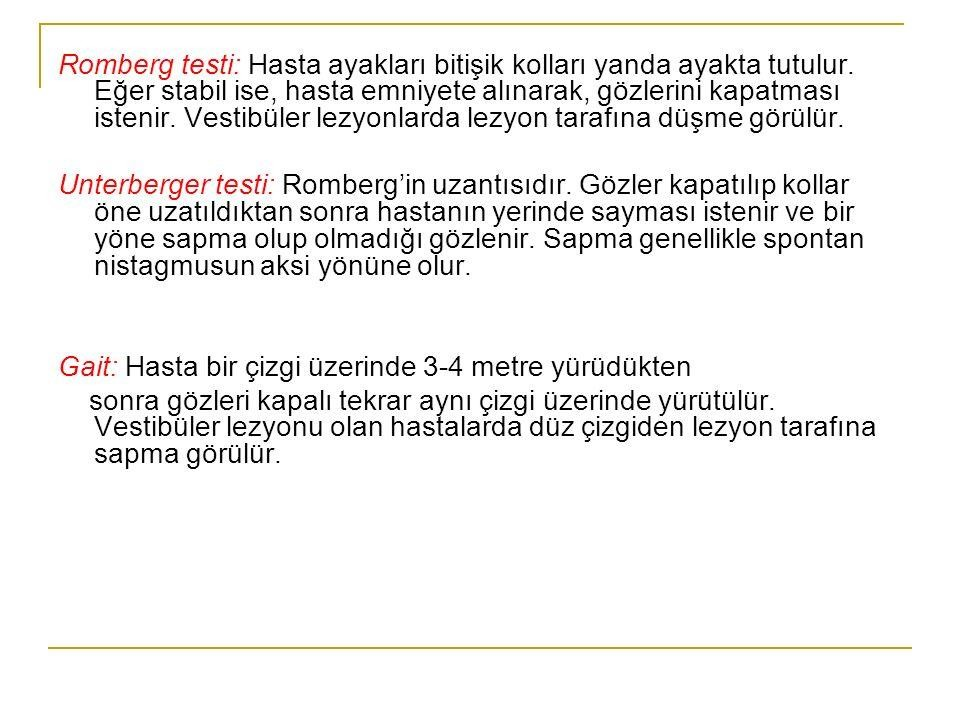 Romberg testi: Hasta ayakları bitişik kolları yanda ayakta tutulur.
Eğer stabil ise, hasta emniyete alınarak, gözlerini kapatması
istenir. Vestibüler lezyonlarda lezyon tarafına düşme görülür.
Unterberger testi: Romberg’in uzantısıdır. Gözler kapatılıp kollar
öne uzatıldıktan sonra hastanın yerinde sayması istenir ve bir
yöne sapma olup olmadığı gözlenir. Sapma genellikle spontan
nistagmusun aksi yönüne olur.
Gait: Hasta bir çizgi üzerinde 3-4 metre yürüdükten
sonra gözleri kapalı tekrar aynı çizgi üzerinde yürütülür.
Vestibüler lezyonu olan hastalarda düz çizgiden lezyon tarafına
sapma görülür.